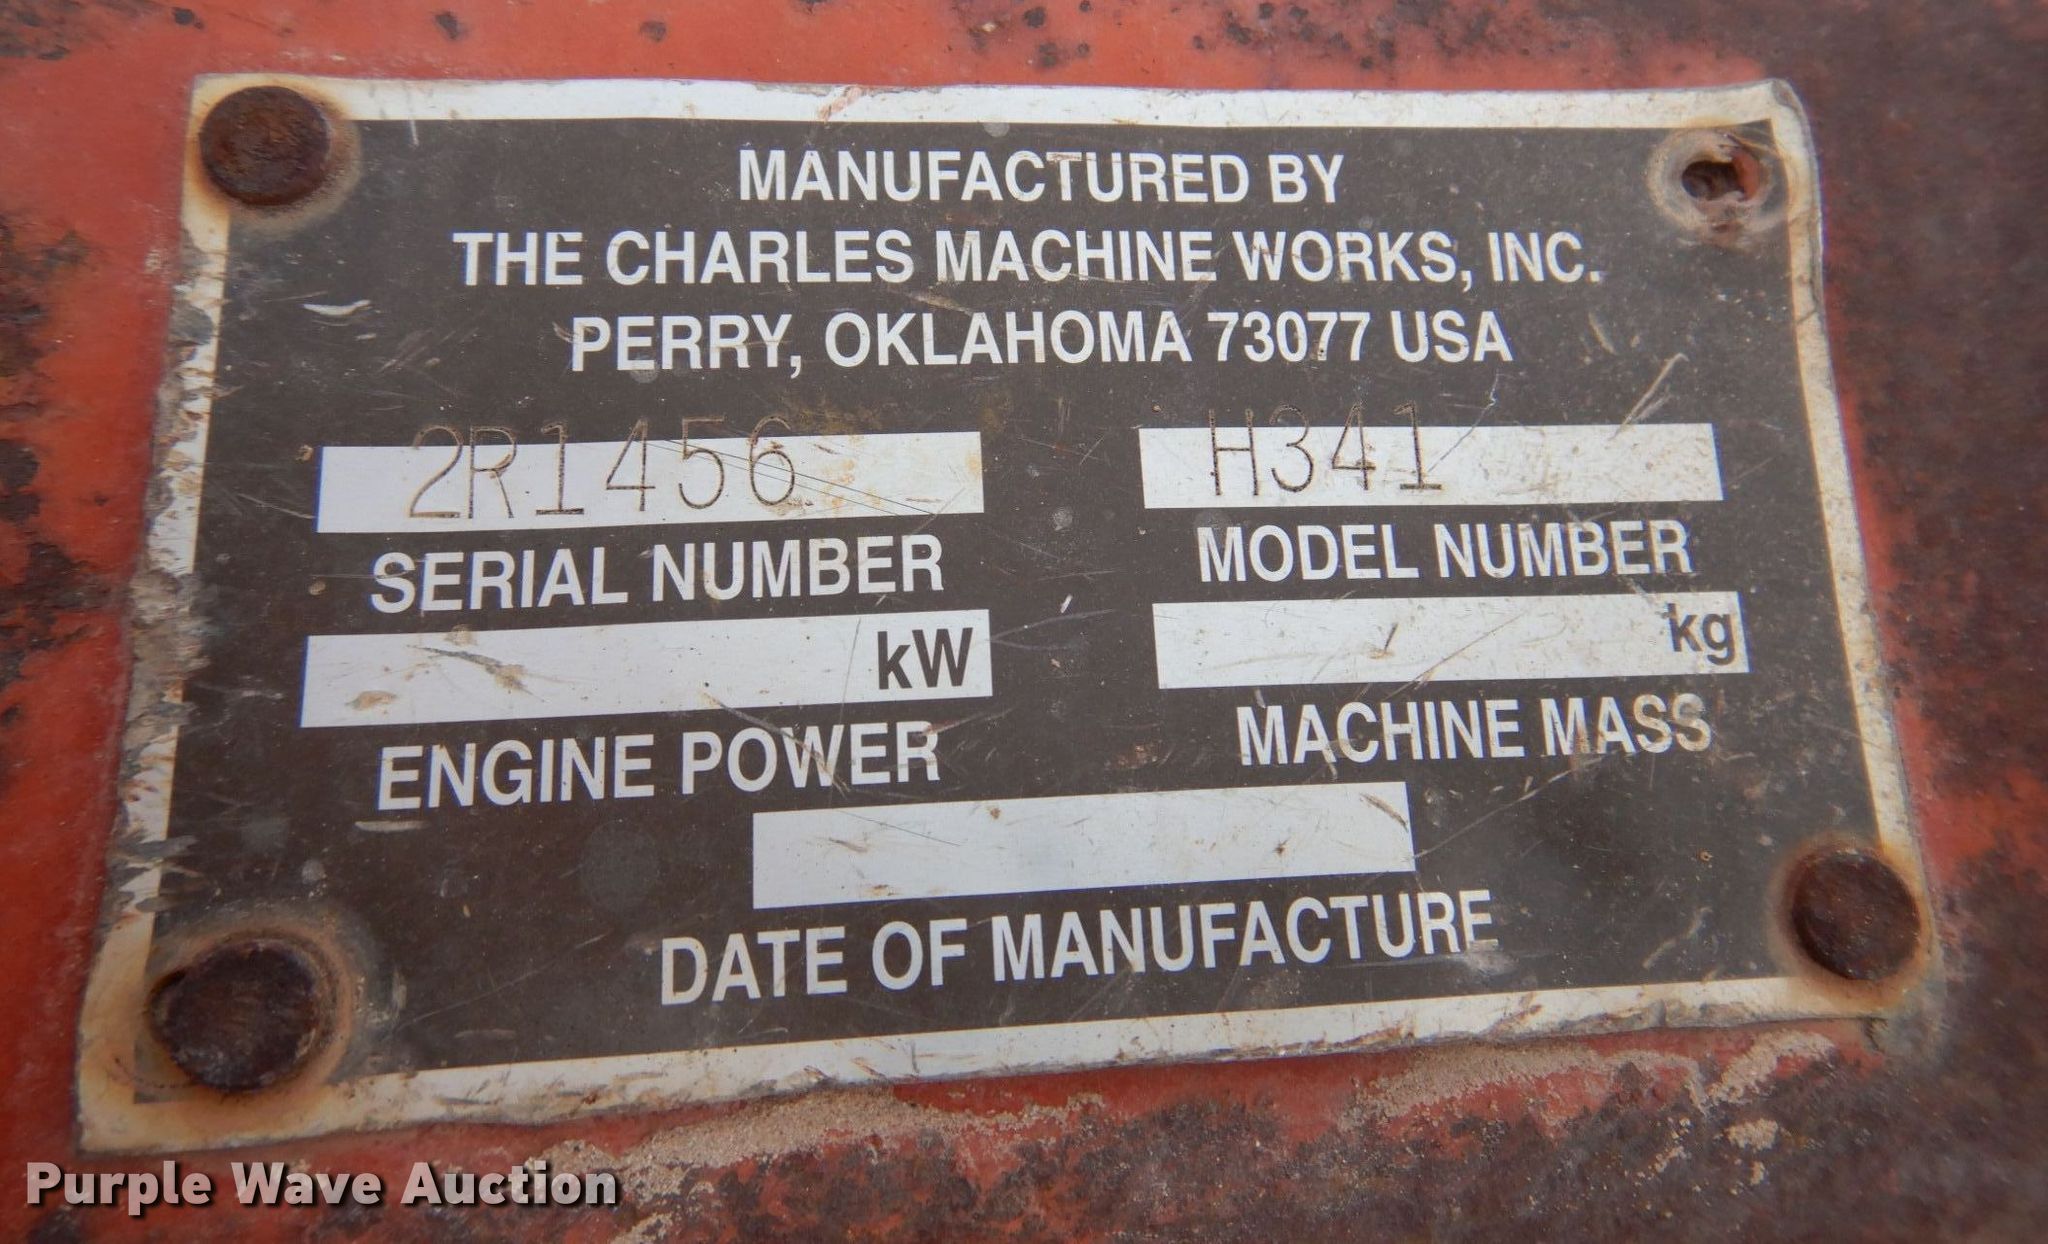 MANUFACTURED BY
THE CHARLES MACHINE WORKS, INC.
PERRY, OKLAHOMA 73077 USA
2R1456 H341
SERIAL NUMBER MODEL NUMBER
kW kg
ENGINE POWER MACHINE MASS
DATE OF MANUFACTURE
Purple Wave Auction